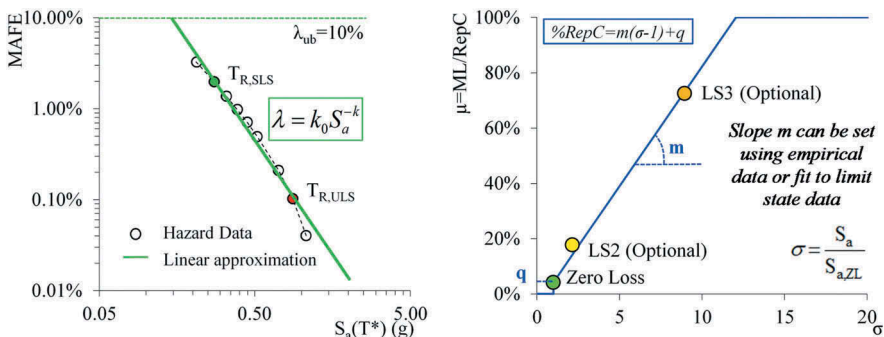 10.00%
1.00%
0.10%
0.01%
MAFE
λub=10%
TR,SLS
λ = k0Sa^-k
TR,ULS
Hazard Data
Linear approximation
0.05
0.50
5.00
Sa(T*) (g)
100%
80%
60%
40%
20%
0%
μ=ML/RepC
%RepC=m(σ-1)+q
LS3 (Optional)
m
Slope m can be set
using empirical
data or fit to limit
state data
LS2 (Optional)
σ = Sa / Sa,ZL
q
Zero Loss
0
5
10
15
20
σ